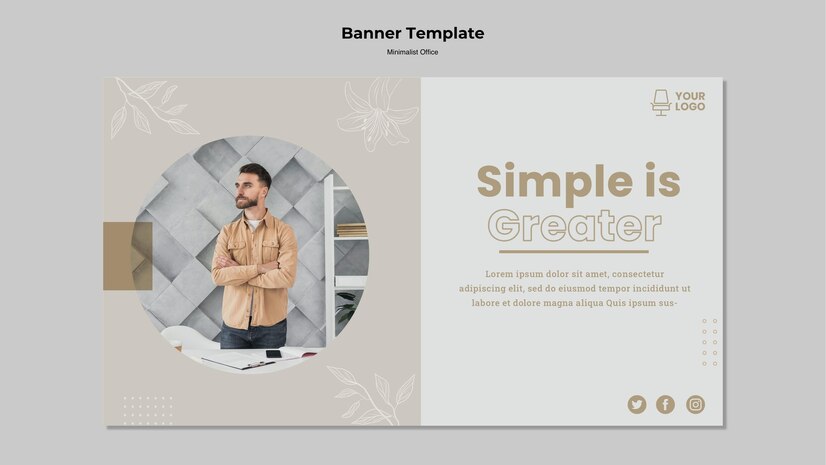 Banner Template
Minimalist Office
YOUR
LOGO
Simple is
Greater
Lorem ipsum dolor sit amet, consectetur
adipiscing elit, sed do eiusmod tempor incididunt ut
labore et dolore magna aliqua Quis ipsum sus-